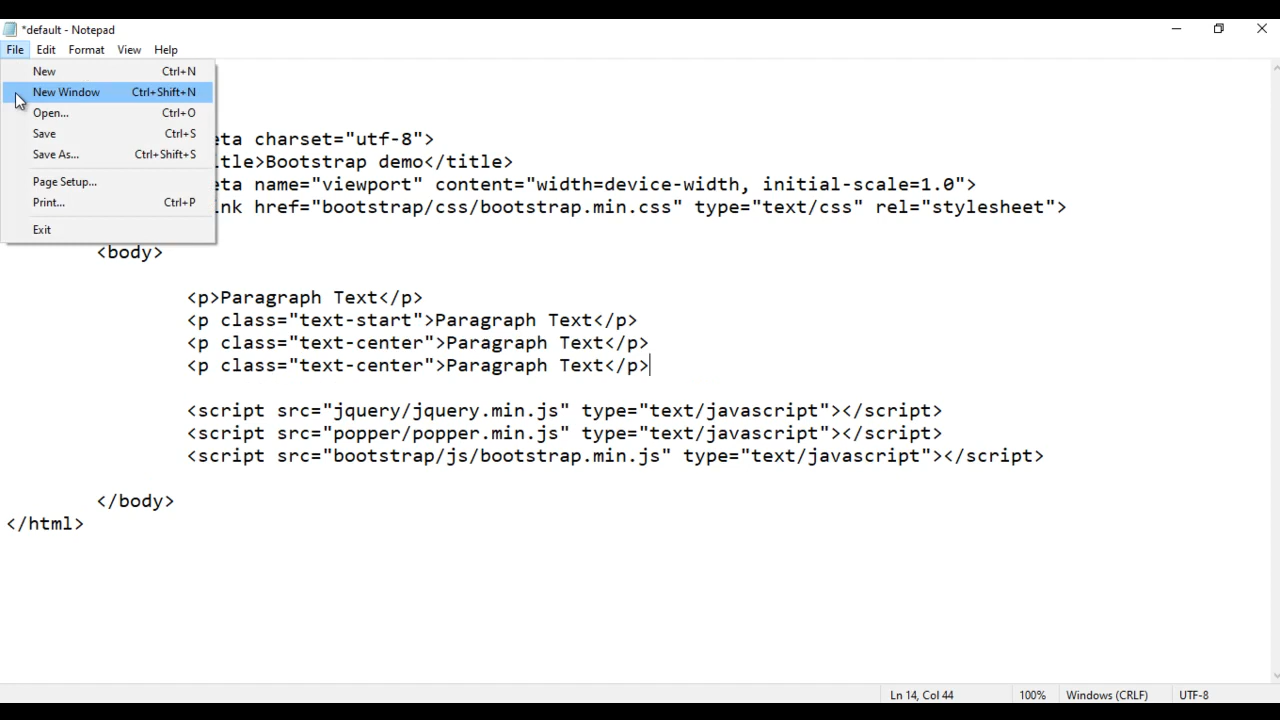 *default - Notepad
File Edit Format View Help
New Ctrl+N
New Window Ctrl+Shift+N
Open... Ctrl+O
Save Ctrl+S
Save As... Ctrl+Shift+S
Page Setup...
Print... Ctrl+P
Exit
eta charset="utf-8">
tle>Bootstrap demo</title>
eta name="viewport" content="width=device-width, initial-scale=1.0">
nk href="bootstrap/css/bootstrap.min.css" type="text/css" rel="stylesheet">
<body>
<p>Paragraph Text</p>
<p class="text-start">Paragraph Text</p>
<p class="text-center">Paragraph Text</p>
<p class="text-center">Paragraph Text</p>
<script src="jquery/jquery.min.js" type="text/javascript"></script>
<script src="popper/popper.min.js" type="text/javascript"></script>
<script src="bootstrap/js/bootstrap.min.js" type="text/javascript"></script>
</body>
</html>
Ln 14, Col 44 100% Windows (CRLF) UTF-8